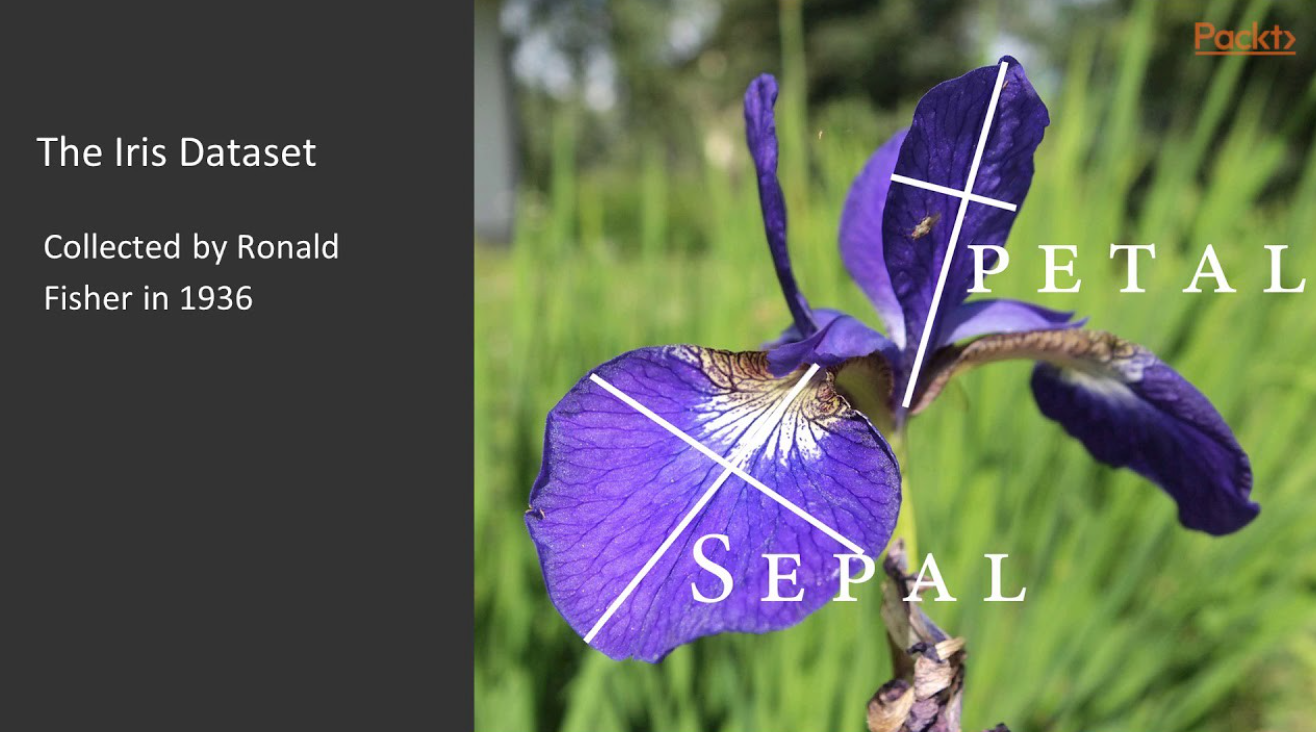 Packt>
The Iris Dataset
Collected by Ronald
Fisher in 1936
PETAL
SEPAL